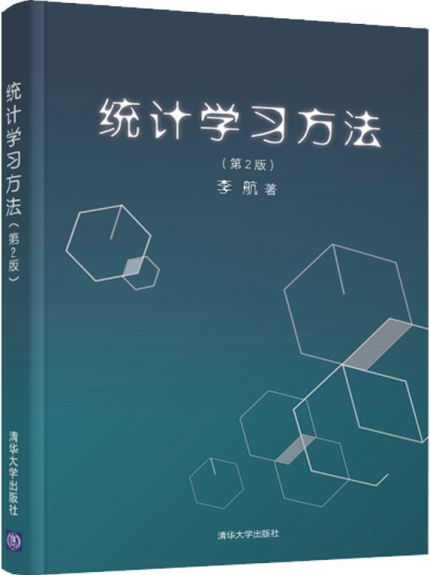 统计学习方法
（第2版）
李航 著
清华大学出版社
统计学习方法（第2版）
清华大学出版社